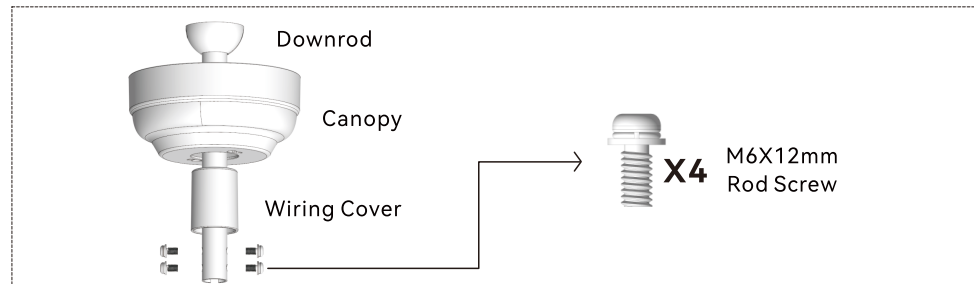 Downrod
Canopy
Wiring Cover
X4
M6X12mm
Rod Screw